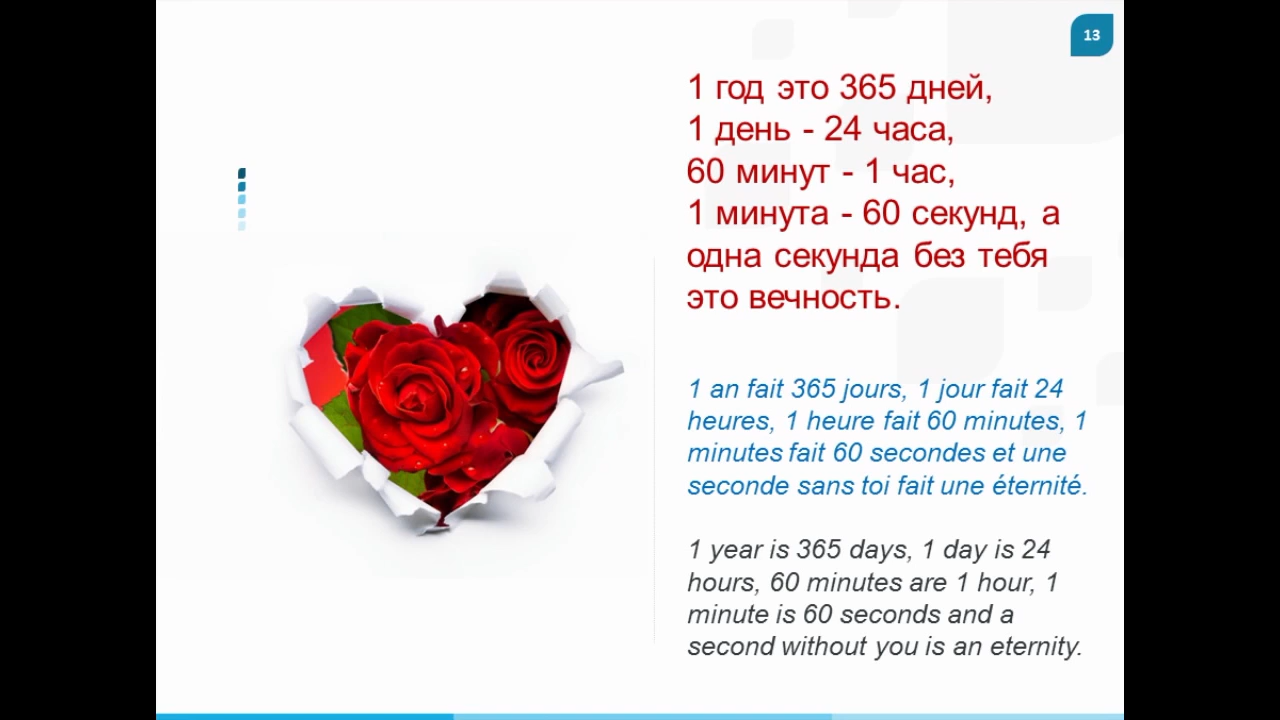 13
1 год это 365 дней,
1 день - 24 часа,
60 минут - 1 час,
1 минута - 60 секунд, а
одна секунда без тебя
это вечность.
1 an fait 365 jours, 1 jour fait 24
heures, 1 heure fait 60 minutes, 1
minutes fait 60 secondes et une
seconde sans toi fait une éternité.
1 year is 365 days, 1 day is 24
hours, 60 minutes are 1 hour, 1
minute is 60 seconds and a
second without you is an eternity.